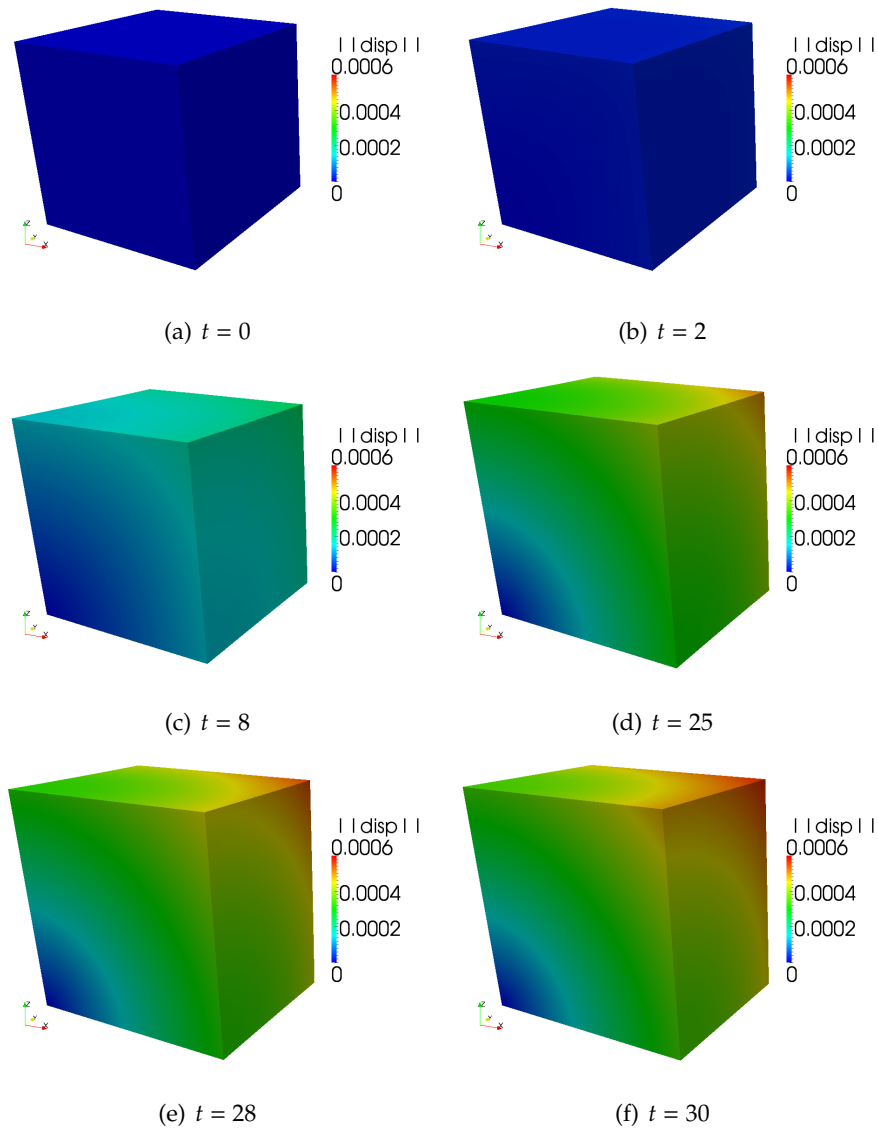 ||disp||
0.0006
0.0004
0.0002
0
Z
Y
X
(a) t = 0
||disp||
0.0006
0.0004
0.0002
0
Z
Y
X
(b) t = 2
||disp||
0.0006
0.0004
0.0002
0
Z
Y
X
(c) t = 8
||disp||
0.0006
0.0004
0.0002
0
Z
Y
X
(d) t = 25
||disp||
0.0006
0.0004
0.0002
0
Z
Y
X
(e) t = 28
||disp||
0.0006
0.0004
0.0002
0
Z
Y
X
(f) t = 30